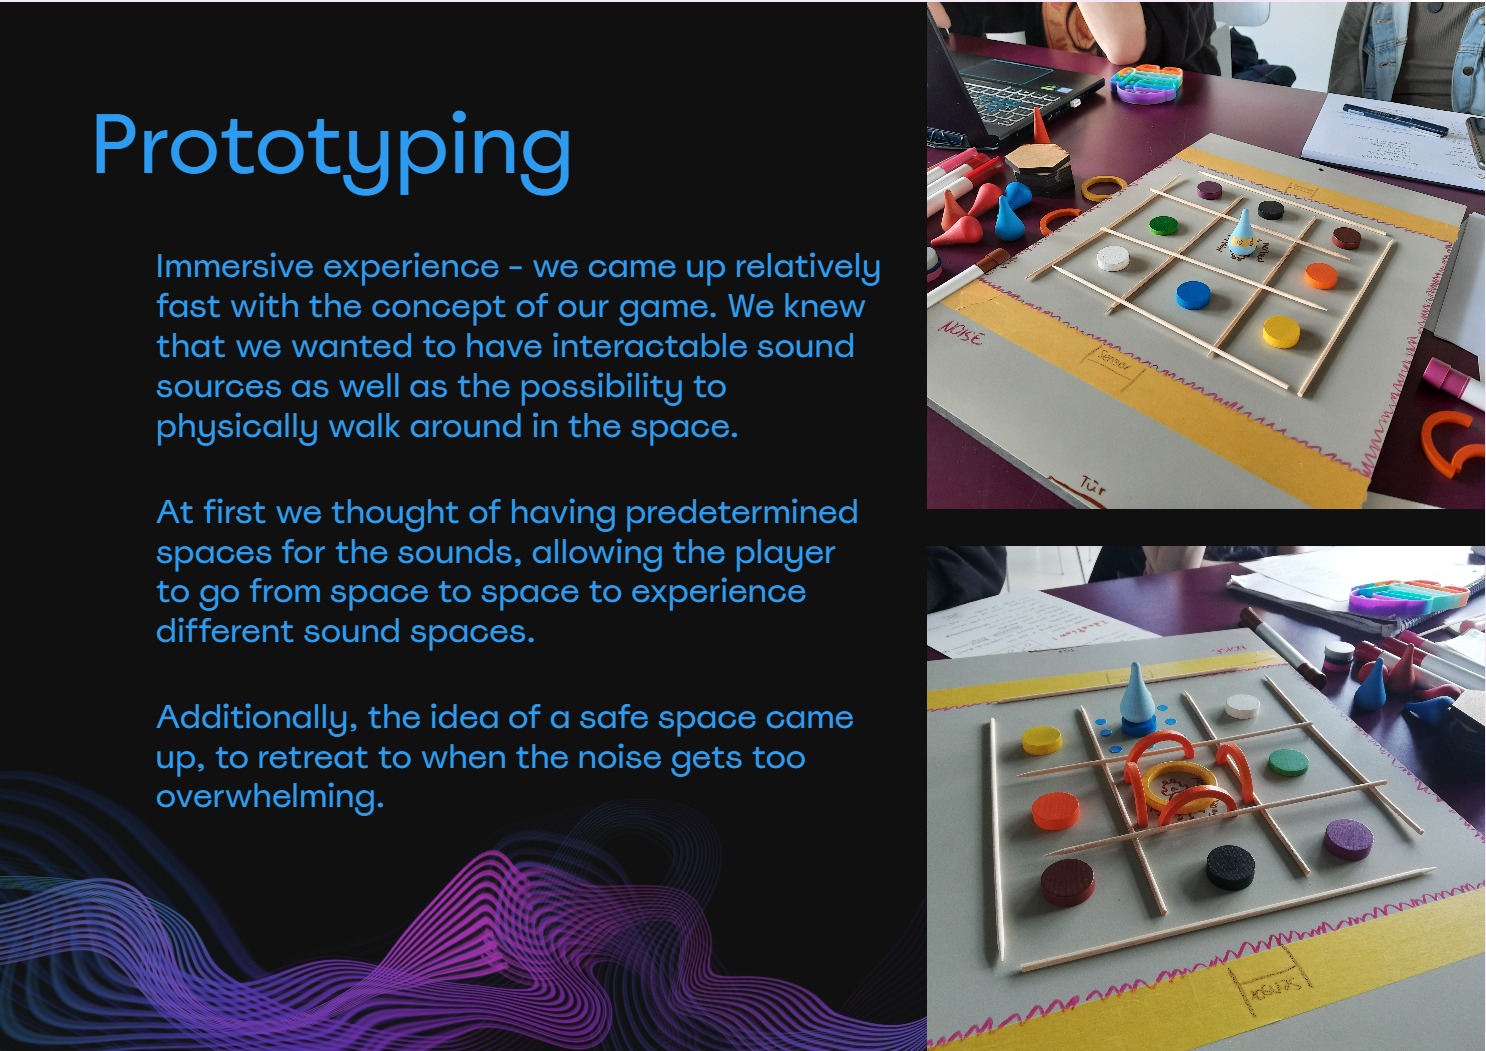 Prototyping
Immersive experience – we came up relatively
fast with the concept of our game. We knew
that we wanted to have interactable sound
sources as well as the possibility to
physically walk around in the space.
At first we thought of having predetermined
spaces for the sounds, allowing the player
to go from space to space to experience
different sound spaces.
Additionally, the idea of a safe space came
up, to retreat to when the noise gets too
overwhelming.
NOISE
Sensor
Tür
NOISE
Sensor